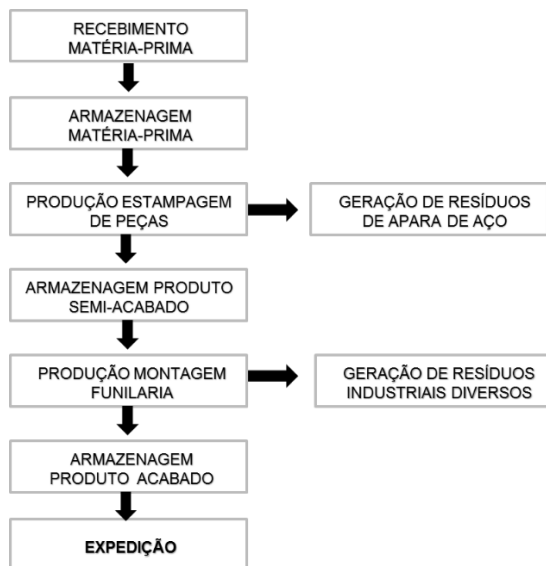 RECEBIMENTO
MATÉRIA-PRIMA
ARMAZENAGEM
MATÉRIA-PRIMA
PRODUÇÃO ESTAMPAGEM
DE PEÇAS
GERAÇÃO DE RESÍDUOS
DE APARA DE AÇO
ARMAZENAGEM PRODUTO
SEMI-ACABADO
PRODUÇÃO MONTAGEM
FUNILARIA
GERAÇÃO DE RESÍDUOS
INDUSTRIAIS DIVERSOS
ARMAZENAGEM
PRODUTO ACABADO
EXPEDIÇÃO